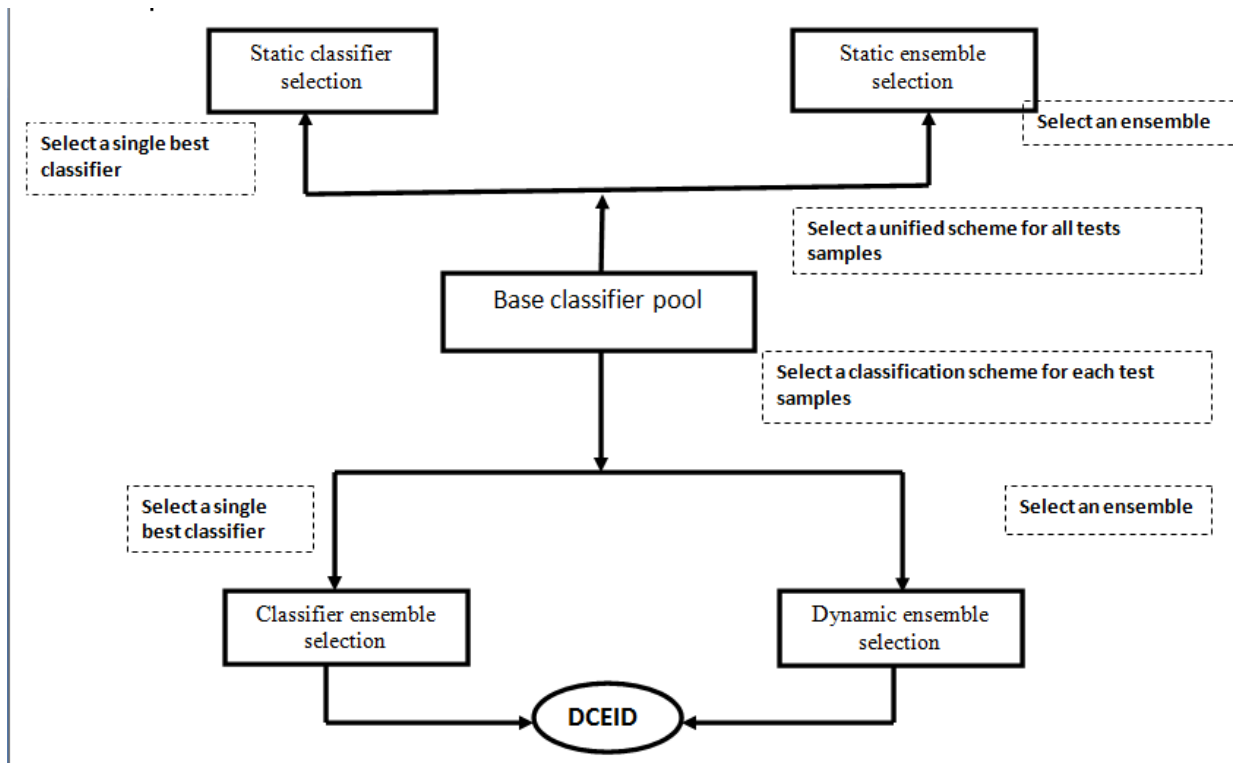 Static classifier
selection
Static ensemble
selection
Select a single best
classifier
Select an ensemble
Select a unified scheme for all tests
samples
Base classifier pool
Select a classification scheme for each test
samples
Select a single
best classifier
Select an ensemble
Classifier ensemble
selection
Dynamic ensemble
selection
DCEID